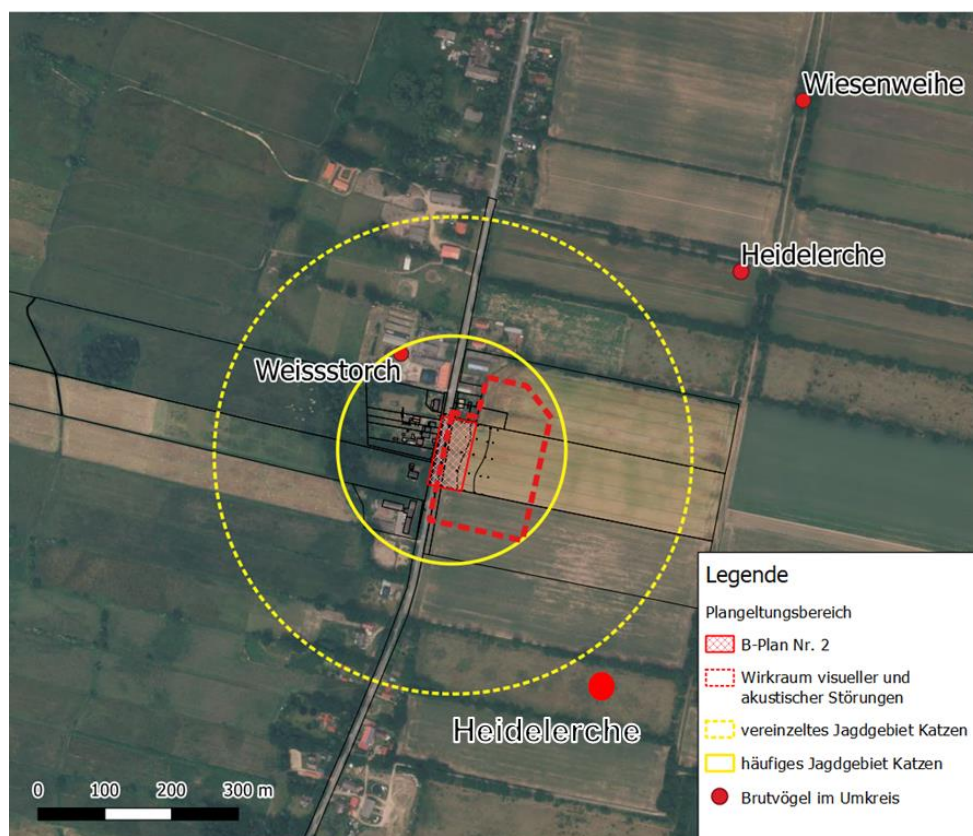 Wiesenweihe
Heidelerche
Weissstorch
Heidelerche
Legende
Plangeltungsbereich
B-Plan Nr. 2
Wirkraum visueller und
akustischer Störungen
vereinzeltes Jagdgebiet Katzen
häufiges Jagdgebiet Katzen
Brutvögel im Umkreis
0 100 200 300 m